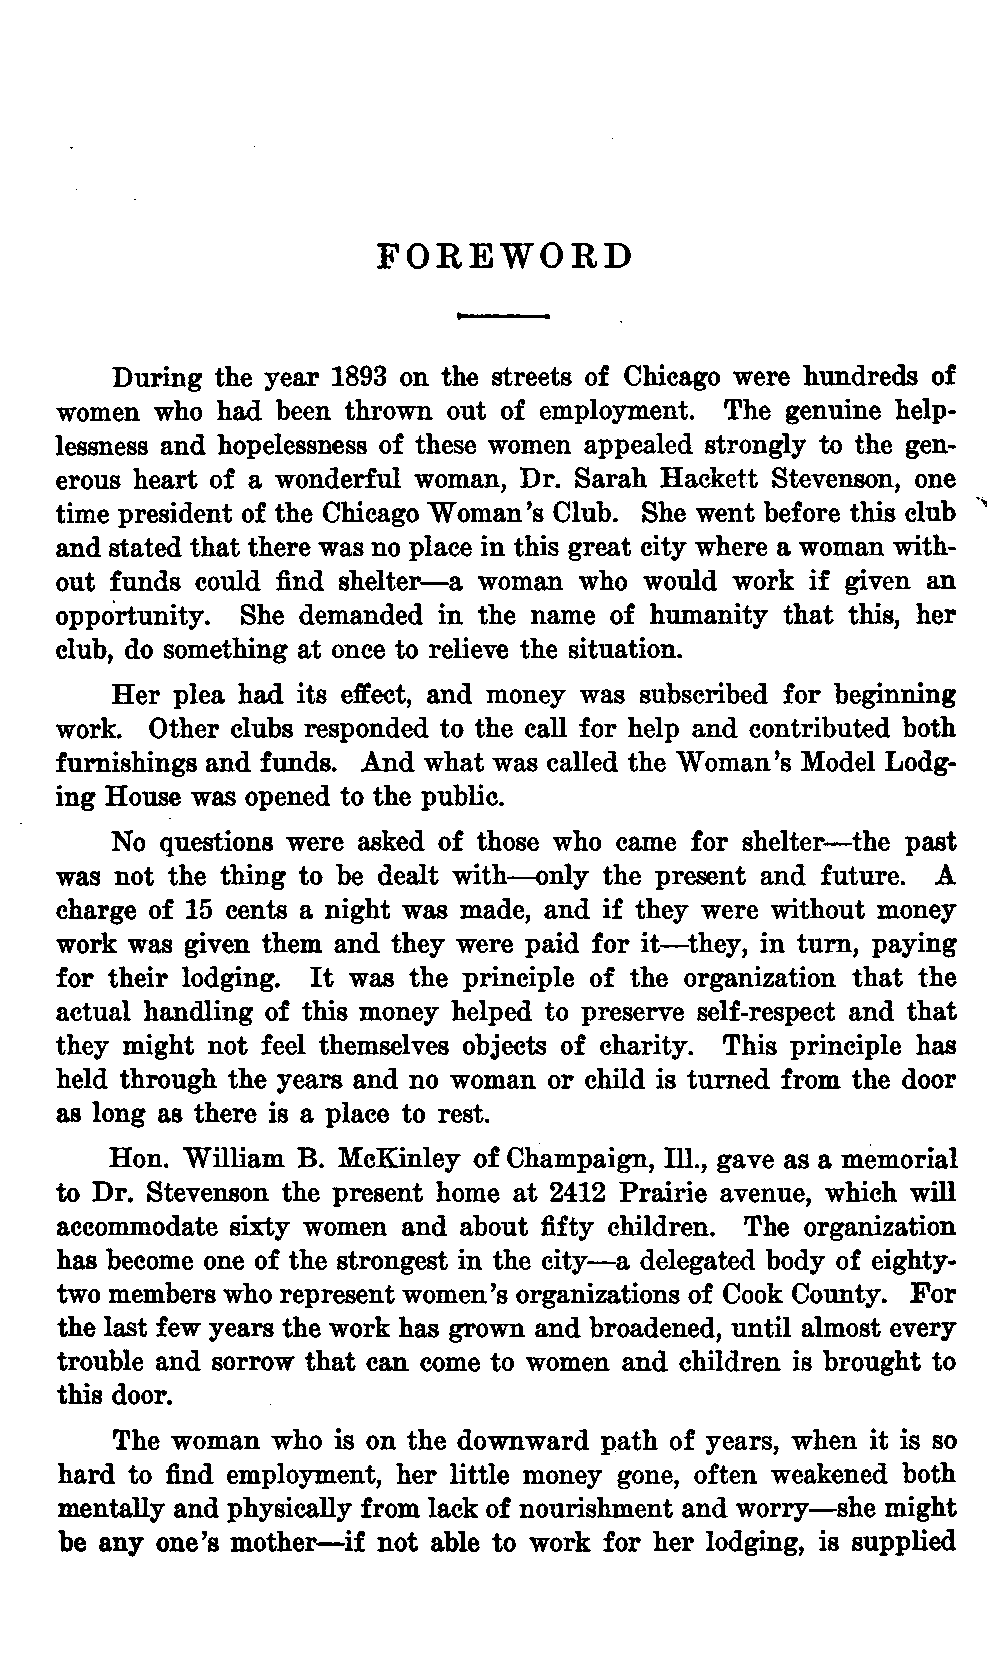 FOREWORD
During the year 1893 on the streets of Chicago were hundreds of
women who had been thrown out of employment. The genuine help-
lessness and hopelessness of these women appealed strongly to the gen-
erous heart of a wonderful woman, Dr. Sarah Hackett Stevenson, one
time president of the Chicago Woman's Club. She went before this club
and stated that there was no place in this great city where a woman with-
out funds could find shelter—a woman who would work if given an
opportunity. She demanded in the name of humanity that this, her
club, do something at once to relieve the situation.
Her plea had its effect, and money was subscribed for beginning
work. Other clubs responded to the call for help and contributed both
furnishings and funds. And what was called the Woman's Model Lodg-
ing House was opened to the public.
No questions were asked of those who came for shelter—the past
was not the thing to be dealt with—only the present and future. A
charge of 15 cents a night was made, and if they were without money
work was given them and they were paid for it—they, in turn, paying
for their lodging. It was the principle of the organization that the
actual handling of this money helped to preserve self-respect and that
they might not feel themselves objects of charity. This principle has
held through the years and no woman or child is turned from the door
as long as there is a place to rest.
Hon. William B. McKinley of Champaign, Ill., gave as a memorial
to Dr. Stevenson the present home at 2412 Prairie avenue, which will
accommodate sixty women and about fifty children. The organization
has become one of the strongest in the city—a delegated body of eighty-
two members who represent women's organizations of Cook County. For
the last few years the work has grown and broadened, until almost every
trouble and sorrow that can come to women and children is brought to
this door.
The woman who is on the downward path of years, when it is so
hard to find employment, her little money gone, often weakened both
mentally and physically from lack of nourishment and worry—she might
be any one's mother—if not able to work for her lodging, is supplied